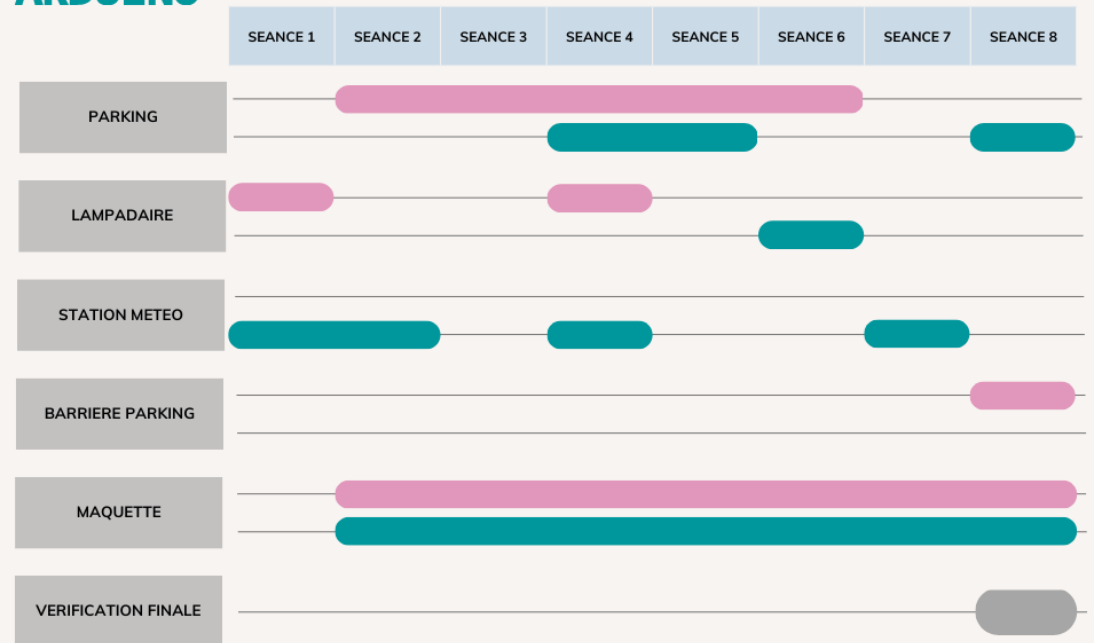 SEANCE 1 SEANCE 2 SEANCE 3 SEANCE 4 SEANCE 5 SEANCE 6 SEANCE 7 SEANCE 8
PARKING
LAMPADAIRE
STATION METEO
BARRIERE PARKING
MAQUETTE
VERIFICATION FINALE